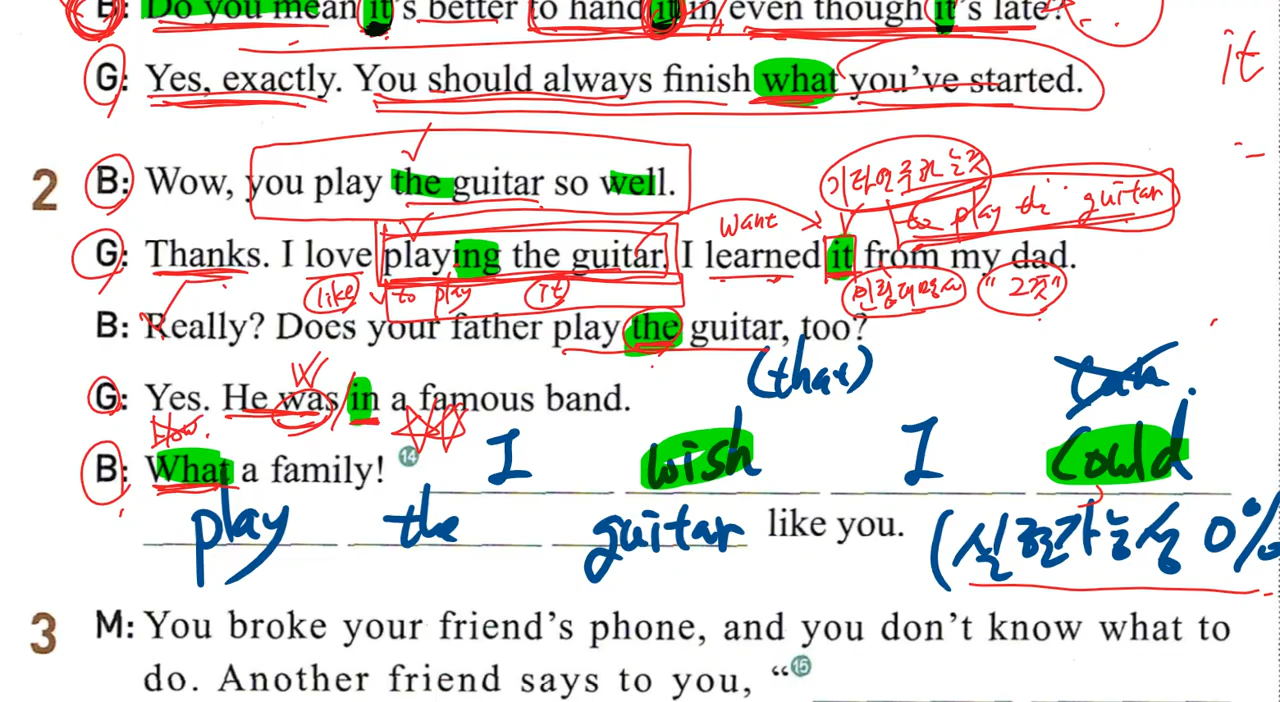 B: Do you mean it's better to hand it in even though it's late?
it
G: Yes, exactly. You should always finish what you've started.
2 B: Wow, you play the guitar so well.
기타연주하는것
to play the guitar
want
G: Thanks. I love playing the guitar. I learned it from my dad.
like to play it 인칭대명사 "그것"
B: Really? Does your father play the guitar, too?
(that) can
G: Yes. He was in a famous band.
How
B: What a family! 14 I wish I could
play the guitar like you. (실현가능성 0%
3 M: You broke your friend's phone, and you don't know what to
do. Another friend says to you, "15